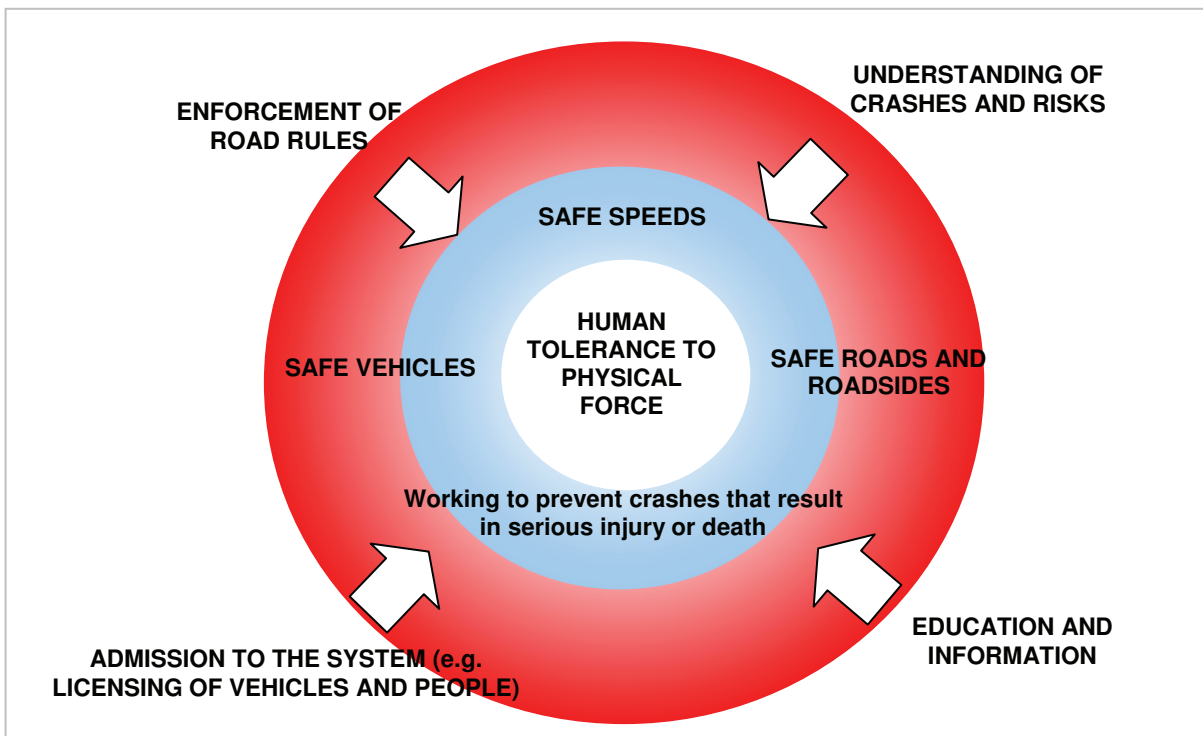 ENFORCEMENT OF
ROAD RULES
UNDERSTANDING OF
CRASHES AND RISKS
SAFE SPEEDS
HUMAN
TOLERANCE TO
PHYSICAL
FORCE
SAFE VEHICLES
SAFE ROADS AND
ROADSIDES
Working to prevent crashes that result
in serious injury or death
ADMISSION TO THE SYSTEM (e.g.
LICENSING OF VEHICLES AND PEOPLE)
EDUCATION AND
INFORMATION